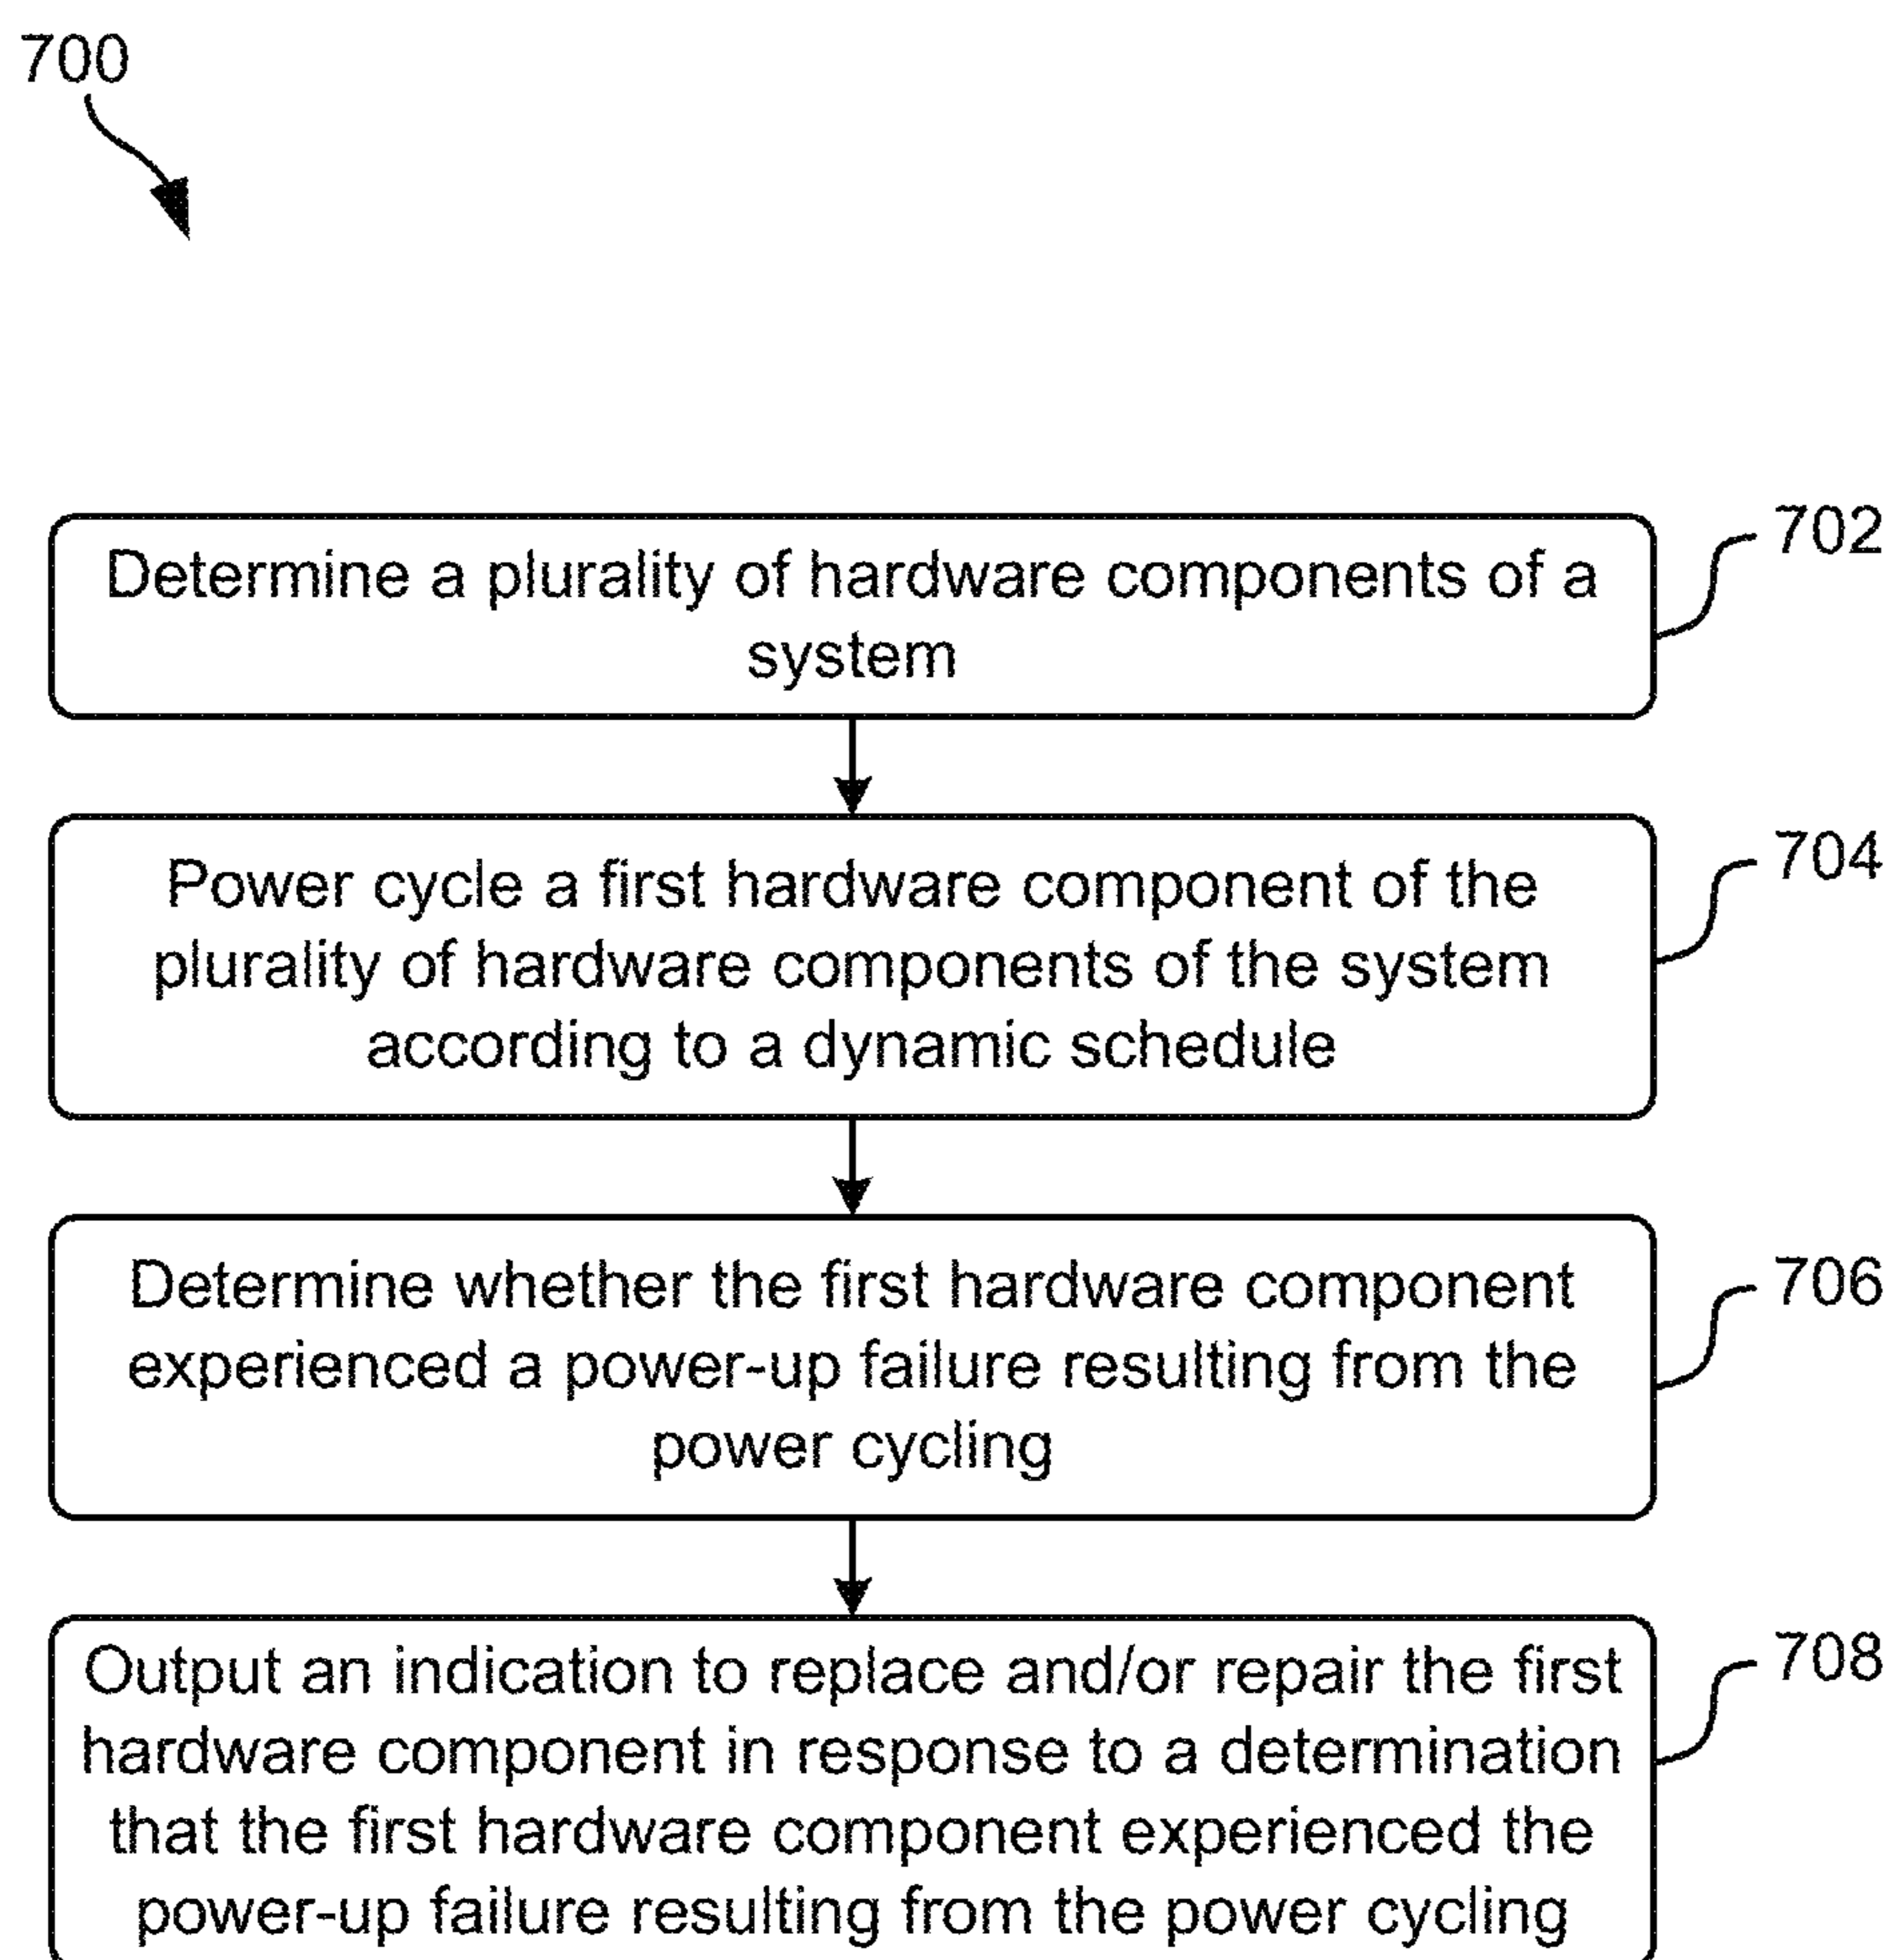 700
Determine a plurality of hardware components of a
system
702
Power cycle a first hardware component of the
plurality of hardware components of the system
according to a dynamic schedule
704
Determine whether the first hardware component
experienced a power-up failure resulting from the
power cycling
706
Output an indication to replace and/or repair the first
hardware component in response to a determination
that the first hardware component experienced the
power-up failure resulting from the power cycling
708